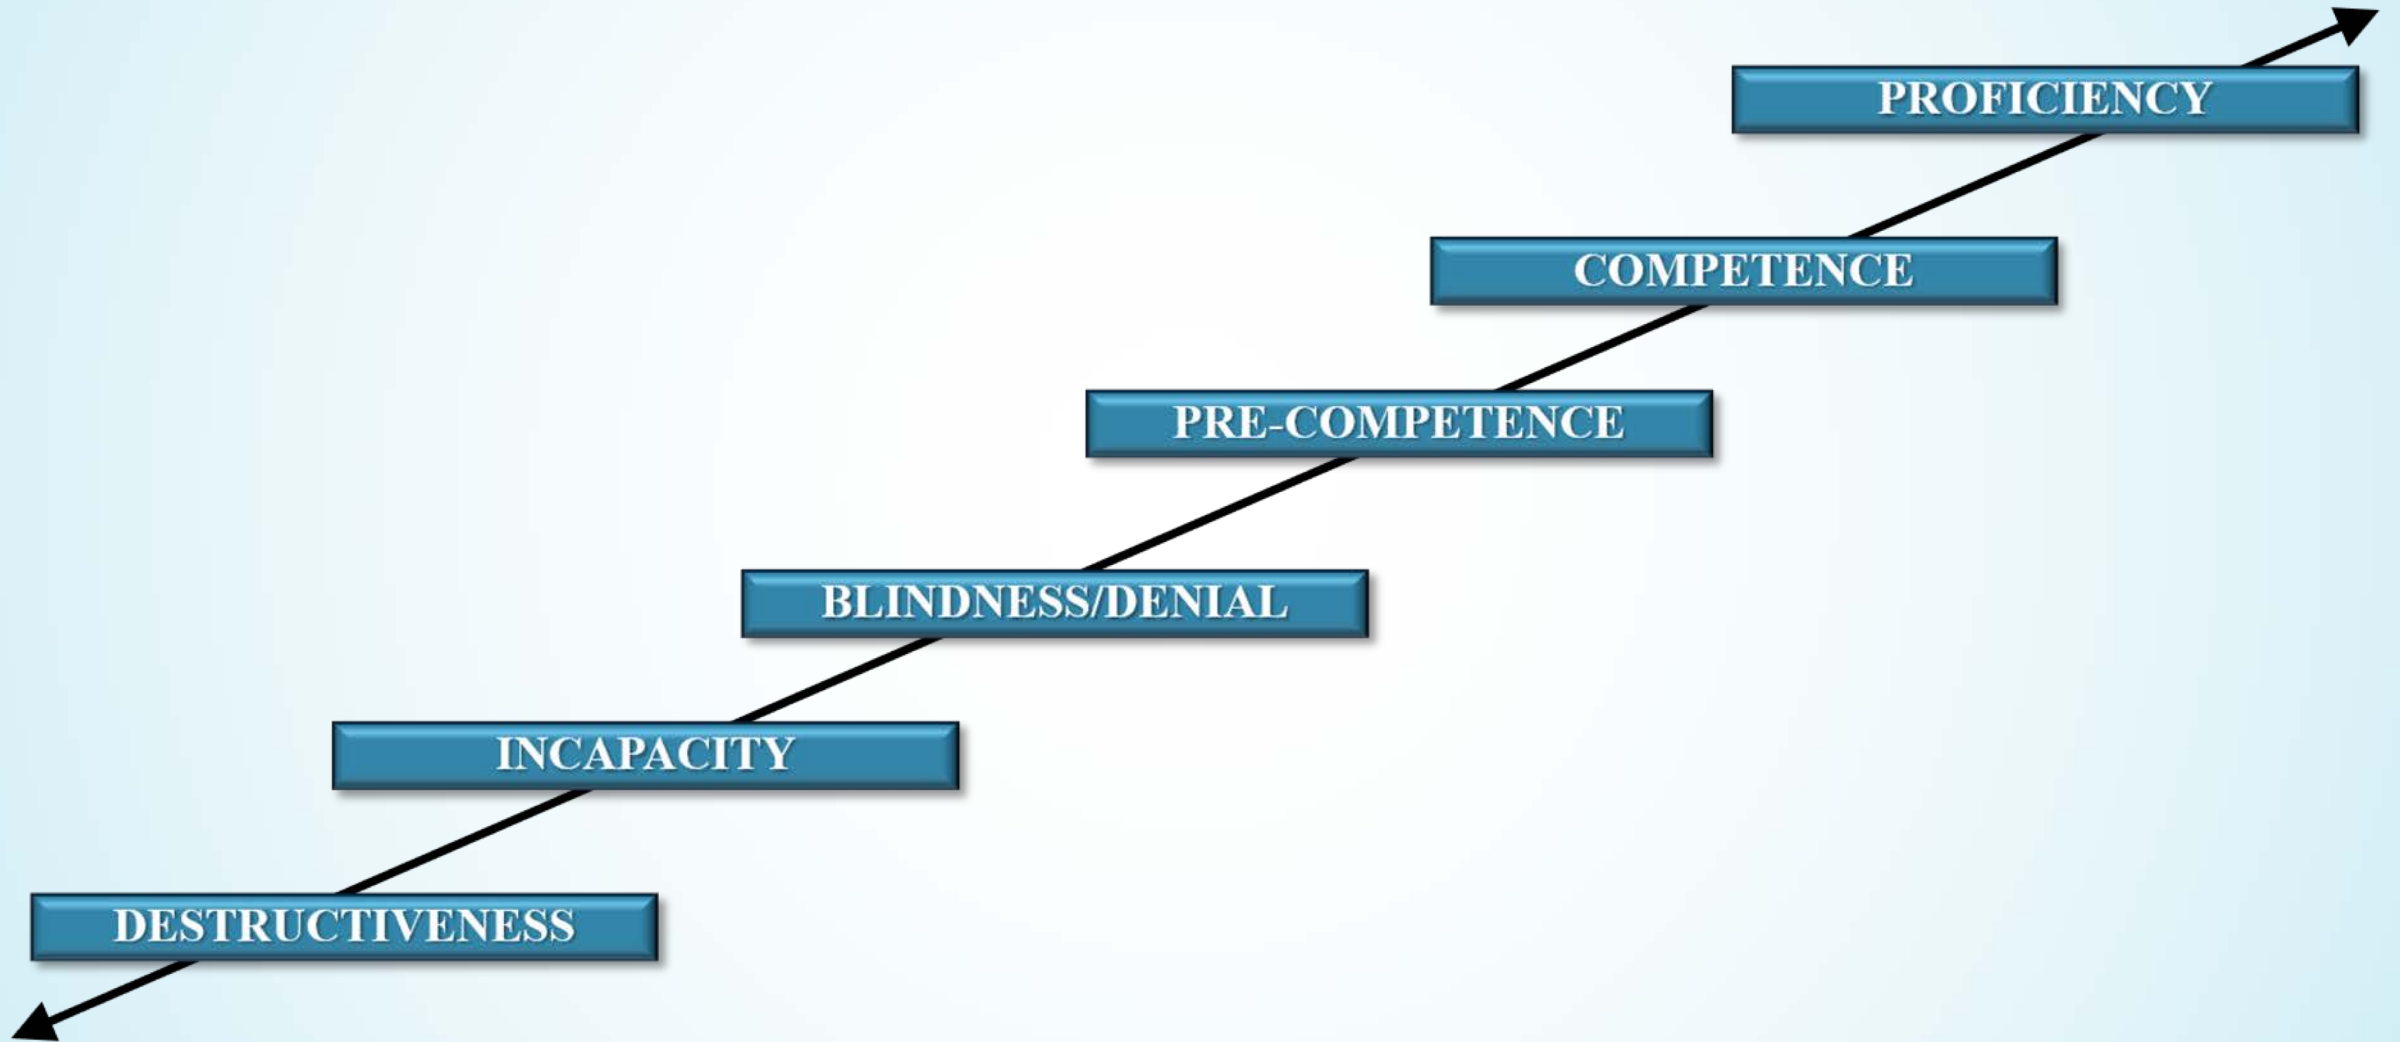 PROFICIENCY
COMPETENCE
PRE-COMPETENCE
BLINDNESS/DENIAL
INCAPACITY
DESTRUCTIVENESS